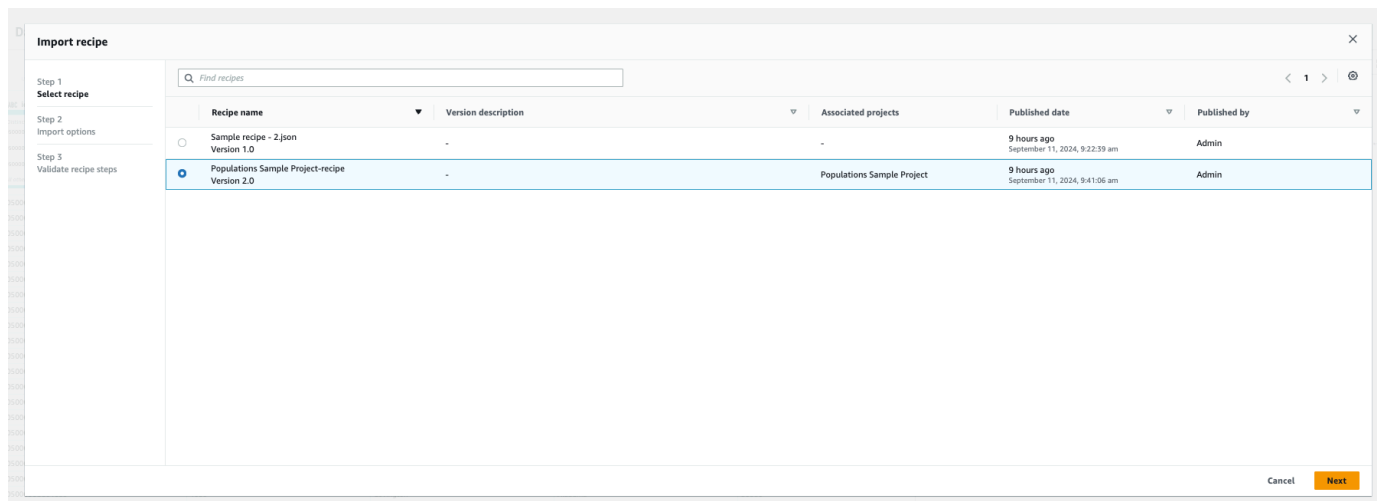 Import recipe
Step 1
Select recipe
Step 2
Import options
Step 3
Validate recipe steps
Find recipes
1
Recipe name Version description Associated projects Published date Published by
Sample recipe - 2.json
Version 1.0
-
-
9 hours ago
September 11, 2024, 9:22:39 am
Admin
Populations Sample Project-recipe
Version 2.0
-
Populations Sample Project
9 hours ago
September 11, 2024, 9:41:06 am
Admin
Cancel Next